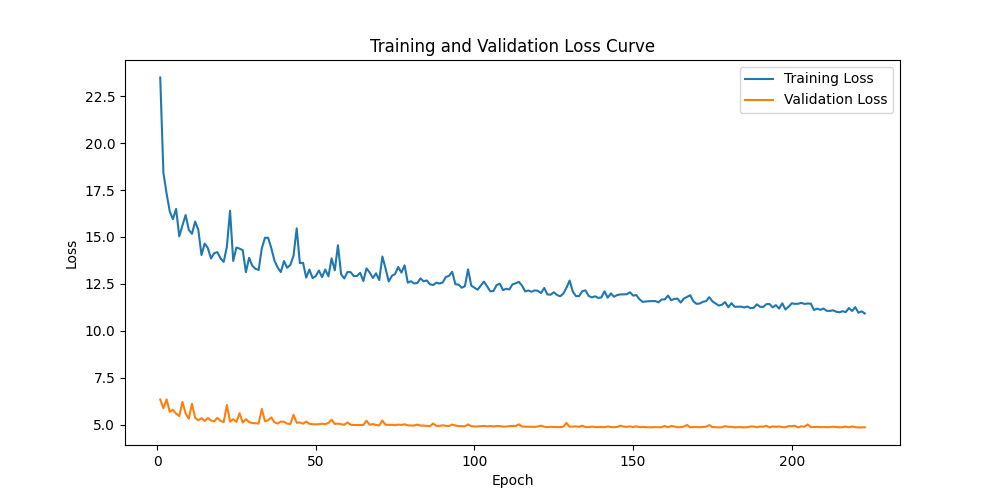 Training and Validation Loss Curve
Training Loss
Validation Loss
Loss
22.5
20.0
17.5
15.0
12.5
10.0
7.5
5.0
0
50
100
150
200
Epoch